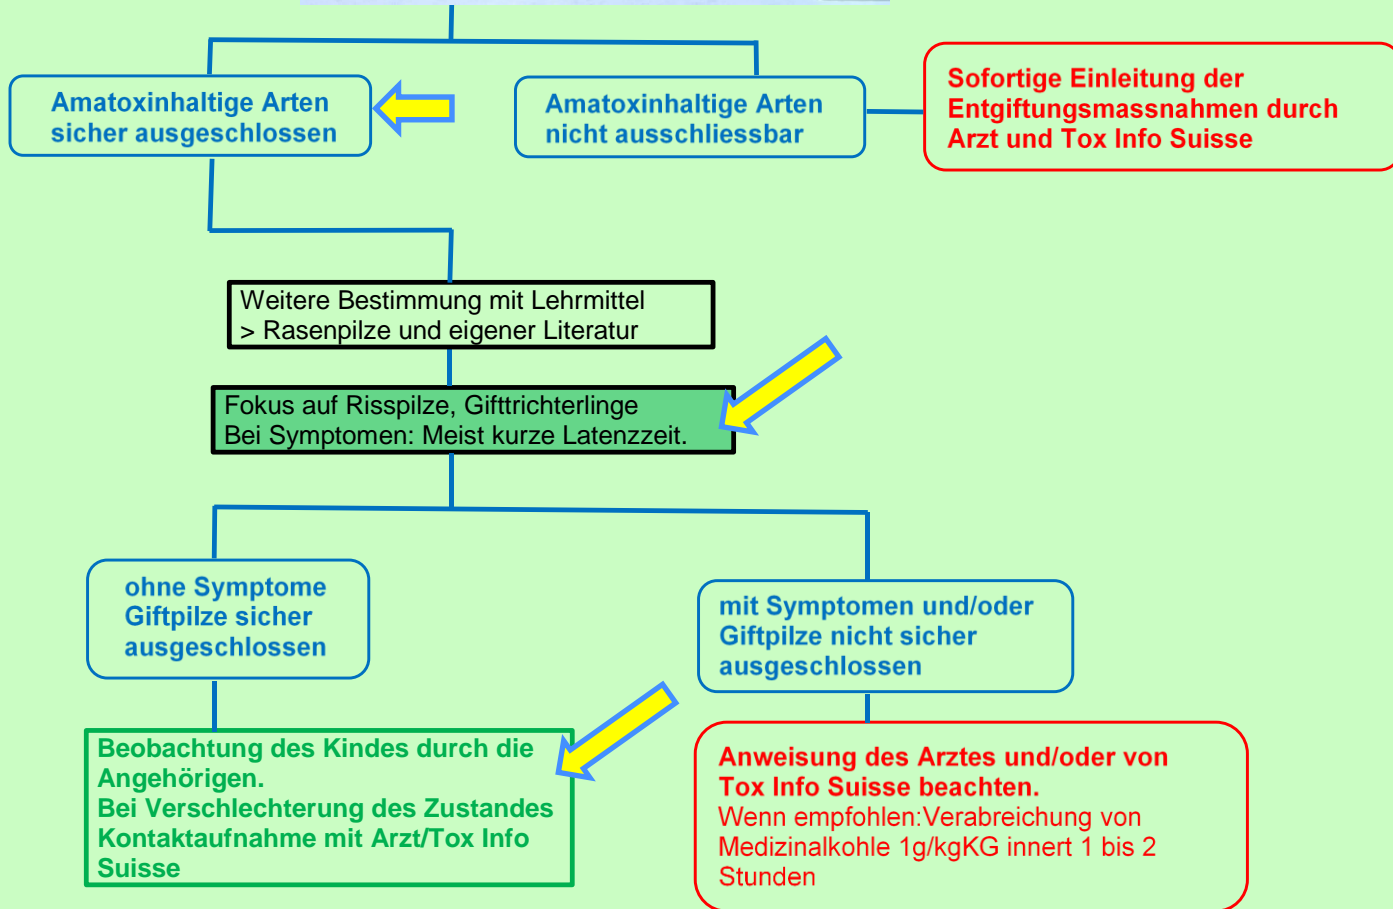 Amatoxinhaltige Arten
sicher ausgeschlossen
Amatoxinhaltige Arten
nicht ausschliessbar
Sofortige Einleitung der
Entgiftungsmassnahmen durch
Arzt und Tox Info Suisse
Weitere Bestimmung mit Lehrmittel
> Rasenpilze und eigener Literatur
Fokus auf Risspilze, Gifttrichterlinge
Bei Symptomen: Meist kurze Latenzzeit.
ohne Symptome
Giftpilze sicher
ausgeschlossen
mit Symptomen und/oder
Giftpilze nicht sicher
ausgeschlossen
Beobachtung des Kindes durch die
Angehörigen.
Bei Verschlechterung des Zustandes
Kontaktaufnahme mit Arzt/Tox Info
Suisse
Anweisung des Arztes und/oder von
Tox Info Suisse beachten.
Wenn empfohlen:Verabreichung von
Medizinalkohle 1g/kgKG innert 1 bis 2
Stunden